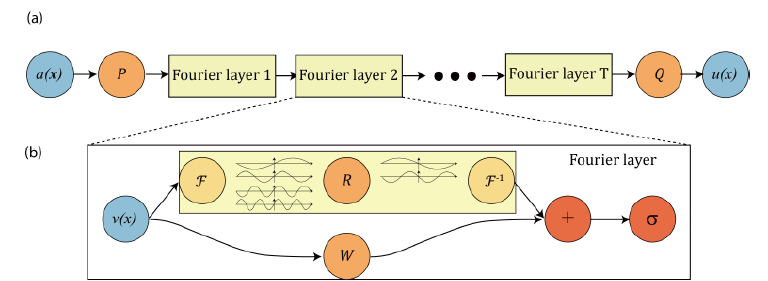 (a)
a(x) P Fourier layer 1 Fourier layer 2 ● ● ● Fourier layer T Q u(x)
(b)
Fourier layer
v(x) ℱ R ℱ⁻¹ + σ
W